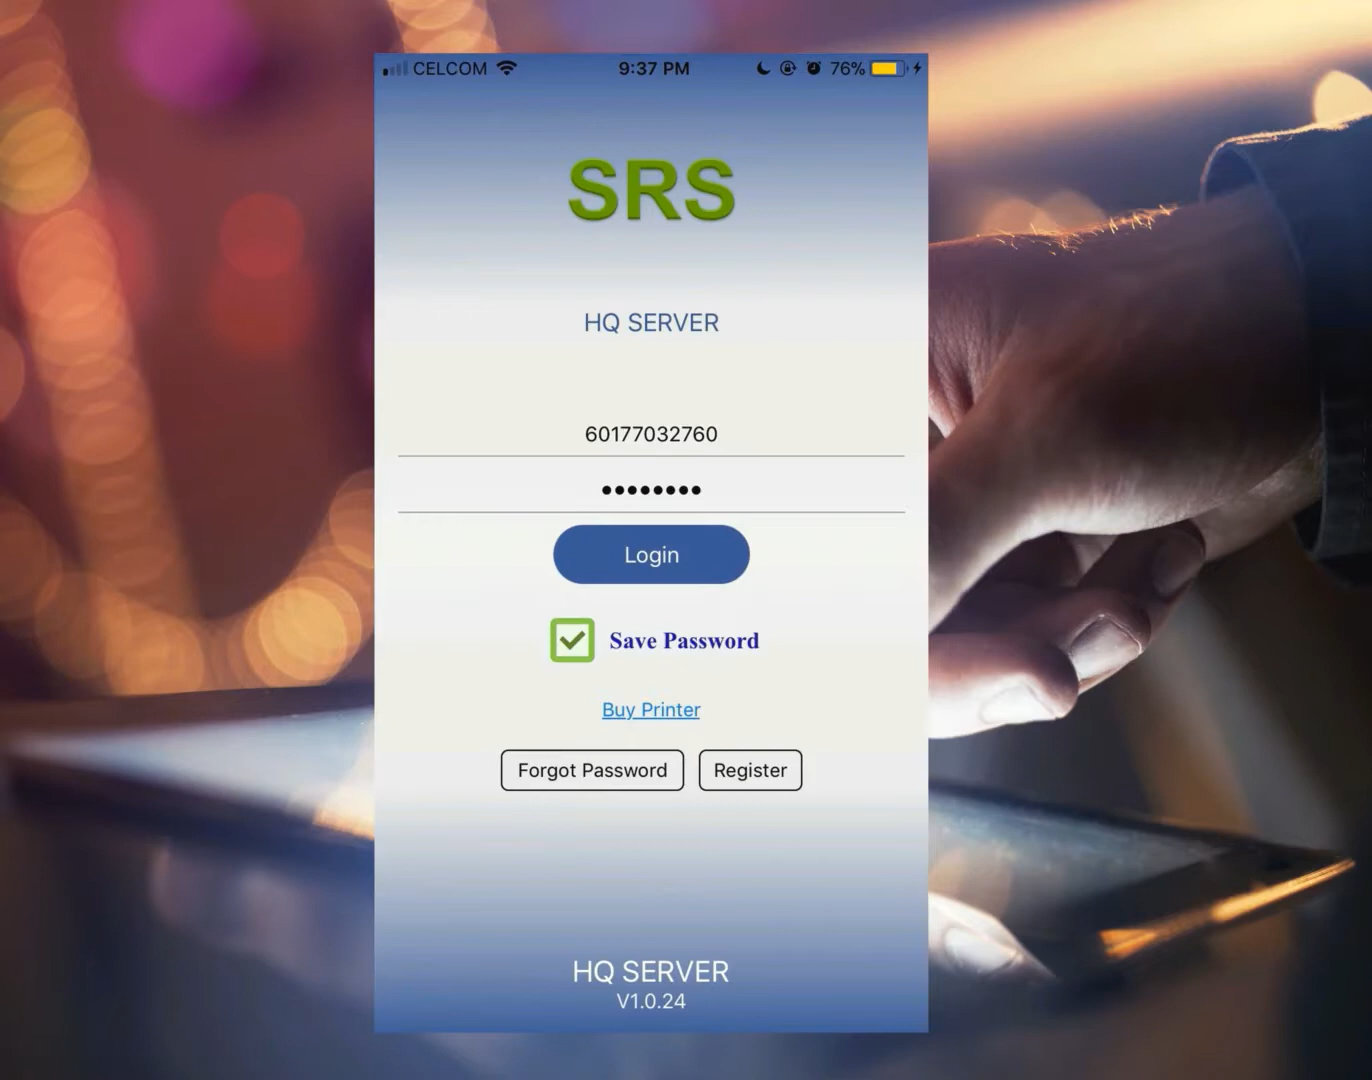 CELCOM 9:37 PM 76%
SRS
HQ SERVER
60177032760
••••••••
Login
Save Password
Buy Printer
Forgot Password Register
HQ SERVER
V1.0.24